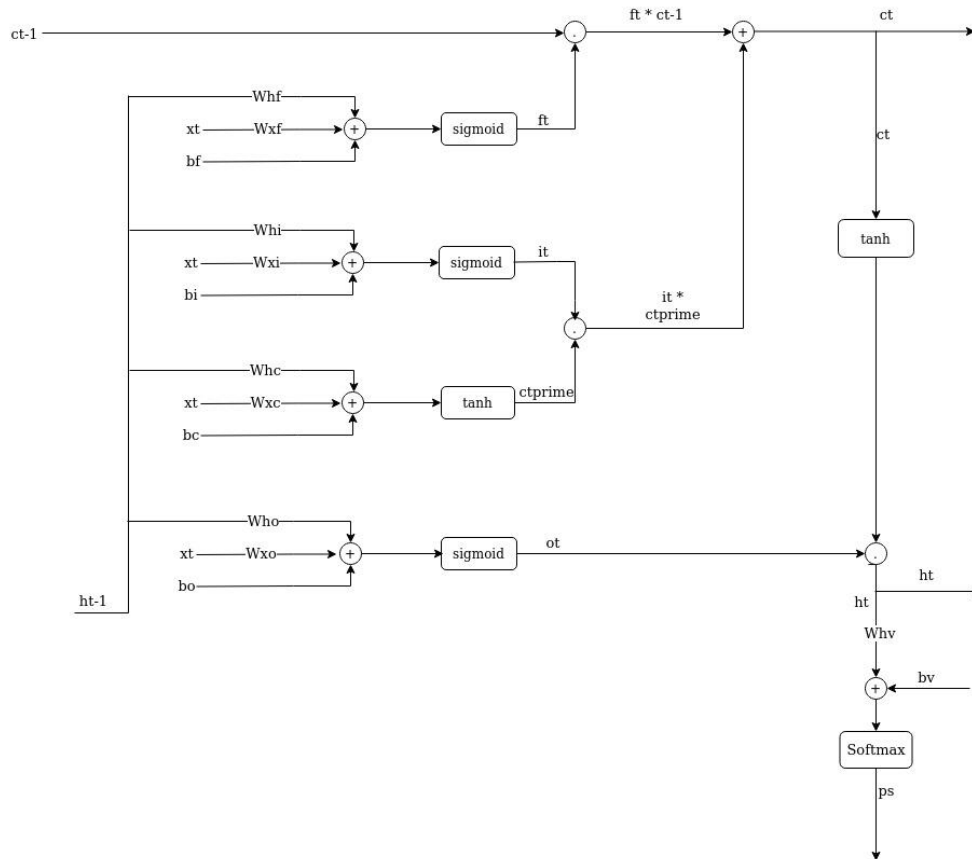 ft * ct-1
ct
ct-1
.
+
Whf
xt
Wxf
+
sigmoid
ft
bf
ct
Whi
xt
Wxi
+
sigmoid
it
bi
tanh
it *
ctprime
.
Whc
xt
Wxc
+
tanh
ctprime
bc
Who
xt
Wxo
+
sigmoid
ot
.
bo
ht-1
ht
ht
Whv
+
bv
Softmax
ps